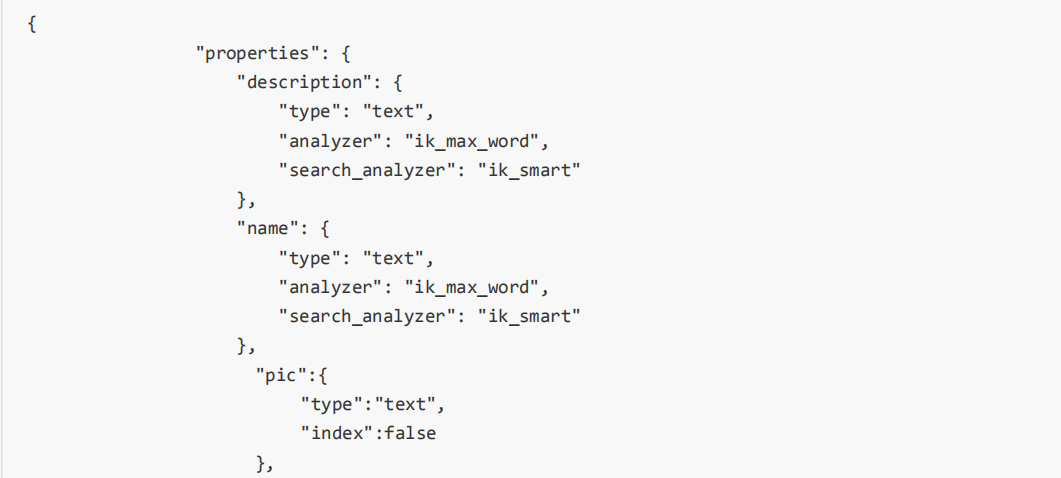 {
"properties": {
"description": {
"type": "text",
"analyzer": "ik_max_word",
"search_analyzer": "ik_smart"
},
"name": {
"type": "text",
"analyzer": "ik_max_word",
"search_analyzer": "ik_smart"
},
"pic":{
"type":"text",
"index":false
},